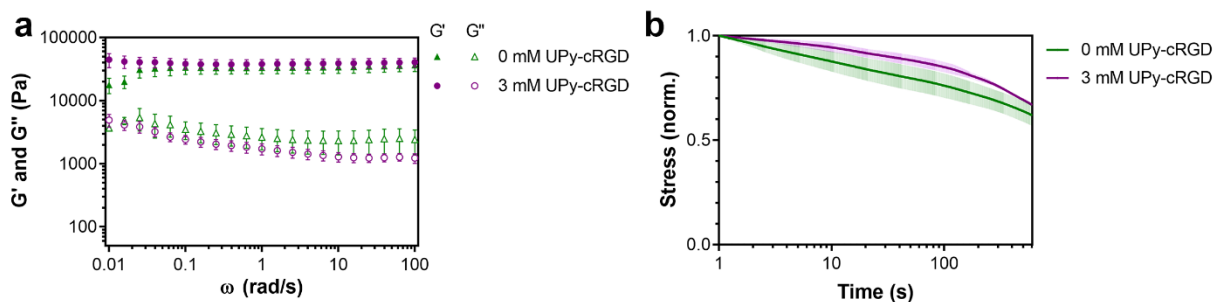 a
G' G"
0 mM UPy-cRGD
3 mM UPy-cRGD
G' and G" (Pa)
100000
10000
1000
100
0.01 0.1 1 10 100
ω (rad/s)
b
0 mM UPy-cRGD
3 mM UPy-cRGD
Stress (norm.)
1.0
0.5
0.0
1 10 100
Time (s)